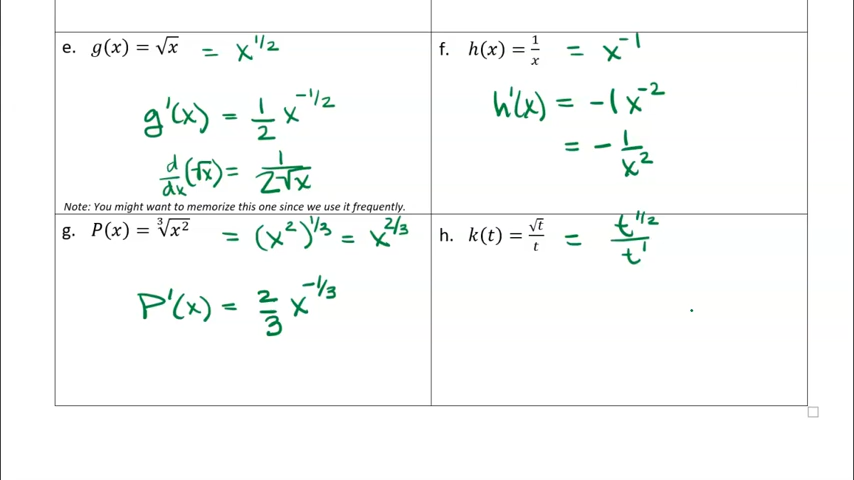 e. g(x) = √x = x^1/2
g'(x) = 1/2 x^-1/2
d/dx (√x) = 1/2√x
Note: You might want to memorize this one since we use it frequently.
f. h(x) = 1/x = x^-1
h'(x) = -1x^-2
= - 1/x^2
g. P(x) = ∛x^2 = (x^2)^1/3 = x^2/3
P'(x) = 2/3 x^-1/3
h. k(t) = √t/t = t^1/2/t^1